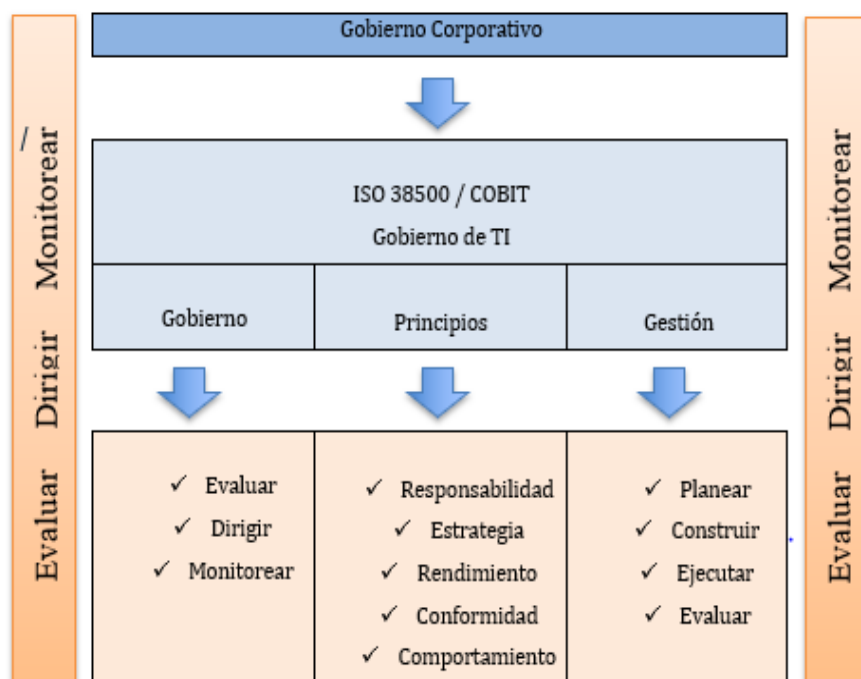 Gobierno Corporativo
ISO 38500 / COBIT
Gobierno de TI
Gobierno
Principios
Gestión
✓ Evaluar
✓ Dirigir
✓ Monitorear
✓ Responsabilidad
✓ Estrategia
✓ Rendimiento
✓ Conformidad
✓ Comportamiento
✓ Planear
✓ Construir
✓ Ejecutar
✓ Evaluar
Evaluar Dirigir Monitorear /
Evaluar Dirigir Monitorear